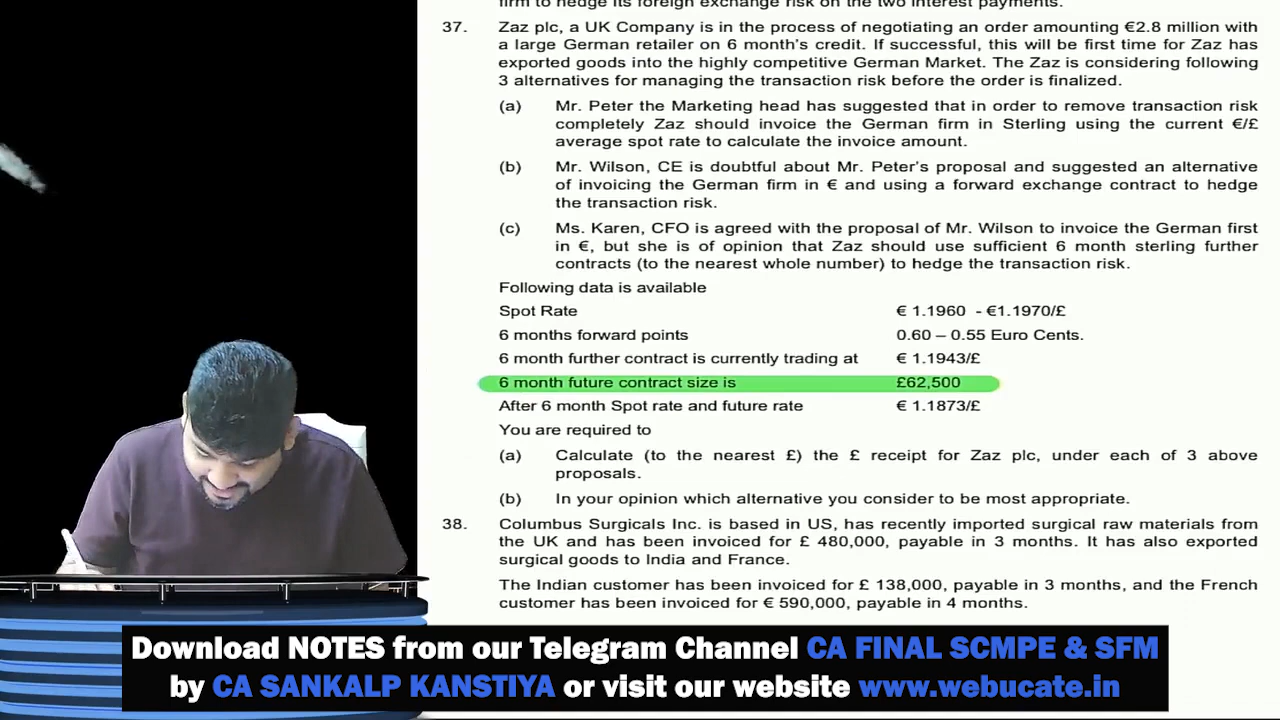 firm to hedge its foreign exchange risk on the two interest payments.
37. Zaz plc, a UK Company is in the process of negotiating an order amounting €2.8 million with
a large German retailer on 6 month's credit. If successful, this will be first time for Zaz has
exported goods into the highly competitive German Market. The Zaz is considering following
3 alternatives for managing the transaction risk before the order is finalized.
(a) Mr. Peter the Marketing head has suggested that in order to remove transaction risk
completely Zaz should invoice the German firm in Sterling using the current €/£
average spot rate to calculate the invoice amount.
(b) Mr. Wilson, CE is doubtful about Mr. Peter's proposal and suggested an alternative
of invoicing the German firm in € and using a forward exchange contract to hedge
the transaction risk.
(c) Ms. Karen, CFO is agreed with the proposal of Mr. Wilson to invoice the German first
in €, but she is of opinion that Zaz should use sufficient 6 month sterling further
contracts (to the nearest whole number) to hedge the transaction risk.
Following data is available
Spot Rate € 1.1960 - €1.1970/£
6 months forward points 0.60 – 0.55 Euro Cents.
6 month further contract is currently trading at € 1.1943/£
6 month future contract size is £62,500
After 6 month Spot rate and future rate € 1.1873/£
You are required to
(a) Calculate (to the nearest £) the £ receipt for Zaz plc, under each of 3 above
proposals.
(b) In your opinion which alternative you consider to be most appropriate.
38. Columbus Surgicals Inc. is based in US, has recently imported surgical raw materials from
the UK and has been invoiced for £ 480,000, payable in 3 months. It has also exported
surgical goods to India and France.
The Indian customer has been invoiced for £ 138,000, payable in 3 months, and the French
customer has been invoiced for € 590,000, payable in 4 months.
Download NOTES from our Telegram Channel CA FINAL SCMPE & SFM
by CA SANKALP KANSTIYA or visit our website www.webucate.in